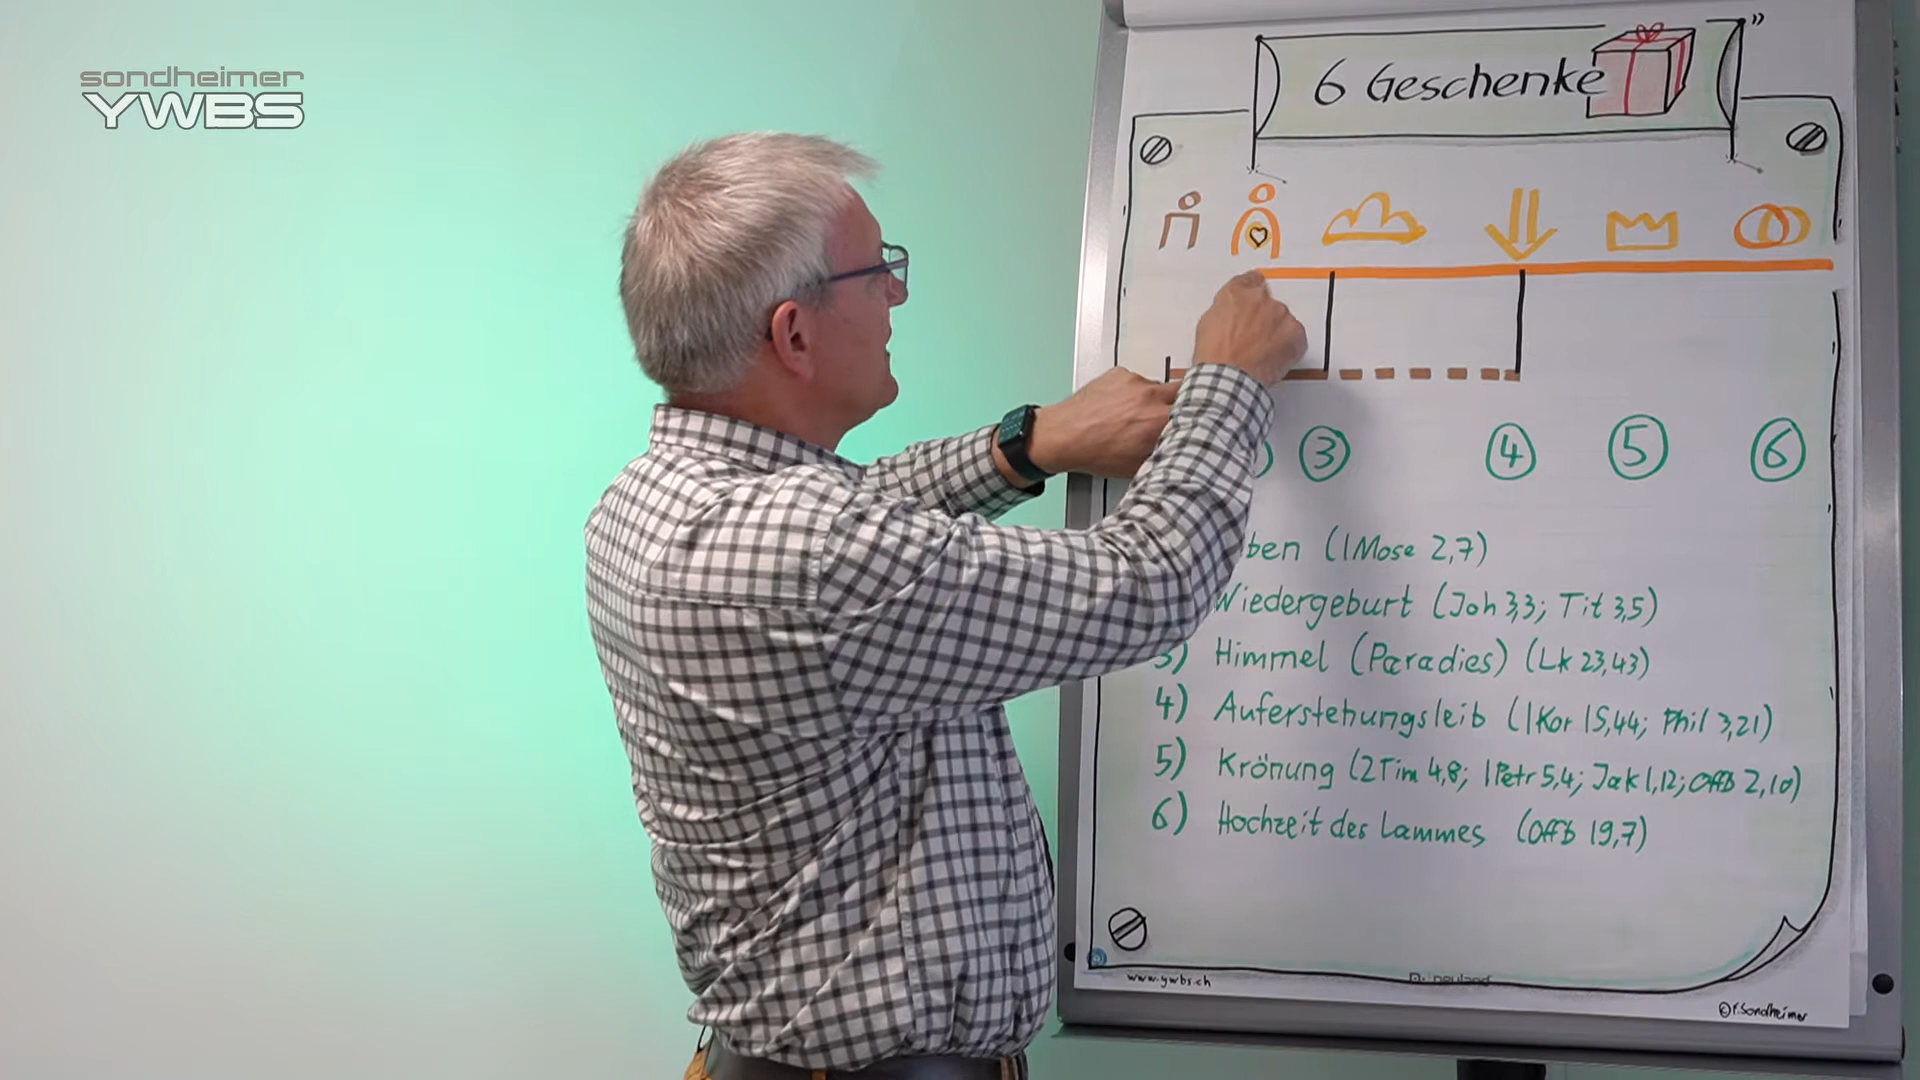 sondheimer
YWBS
6 Geschenke
3 4 5 6
(1Mose 2,7)
Wiedergeburt (Joh 3,3; Tit 3,5)
3) Himmel (Paradies) (Lk 23,43)
4) Auferstehungsleib (1Kor 15,44; Phil 3,21)
5) Krönung (2Tim 4,8; 1Petr 5,4; Jak 1,12; Offb 2,10)
6) Hochzeit des Lammes (Offb 19,7)
www.ywbs.ch
©P.Sondheimer